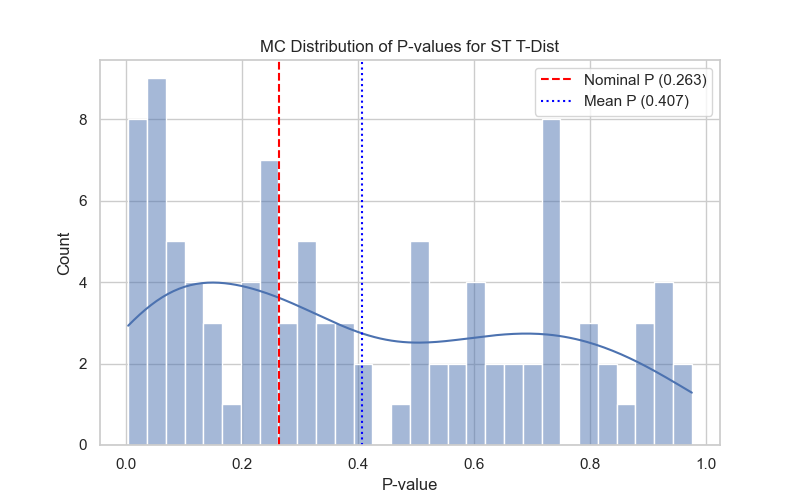 MC Distribution of P-values for ST T-Dist
Nominal P (0.263)
Mean P (0.407)
Count
8
6
4
2
0
0.0 0.2 0.4 0.6 0.8 1.0
P-value